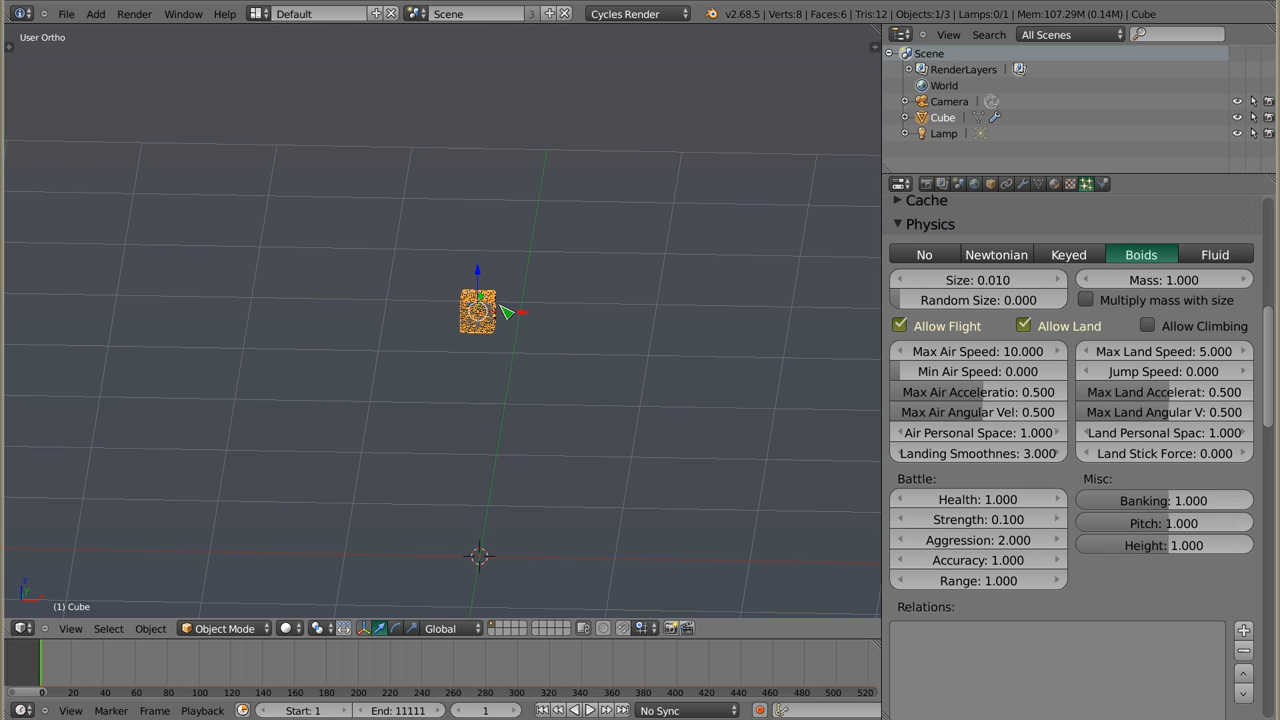 File Add Render Window Help Default Scene 3 Cycles Render v2.68.5 | Verts:8 | Faces:6 | Tris:12 | Objects:1/3 | Lamps:0/1 | Mem:107.29M (0.14M) | Cube
User Ortho
View Search All Scenes
Scene
RenderLayers |
World
Camera
Cube
Lamp
Cache
Physics
No Newtonian Keyed Boids Fluid
Size: 0.010 Mass: 1.000
Random Size: 0.000 Multiply mass with size
Allow Flight Allow Land Allow Climbing
Max Air Speed: 10.000 Max Land Speed: 5.000
Min Air Speed: 0.000 Jump Speed: 0.000
Max Air Acceleratio: 0.500 Max Land Accelerat: 0.500
Max Air Angular Vel: 0.500 Max Land Angular V: 0.500
Air Personal Space: 1.000 Land Personal Spac: 1.000
Landing Smoothnes: 3.000 Land Stick Force: 0.000
Battle: Misc:
Health: 1.000 Banking: 1.000
Strength: 0.100 Pitch: 1.000
Aggression: 2.000 Height: 1.000
Accuracy: 1.000
Range: 1.000
Relations:
z
y
x
(1) Cube
View Select Object Object Mode Global
0 20 40 60 80 100 120 140 160 180 200 220 240 260 280 300 320 340 360 380 400 420 440 460 480 500 520
View Marker Frame Playback Start: 1 End: 11111 1 No Sync